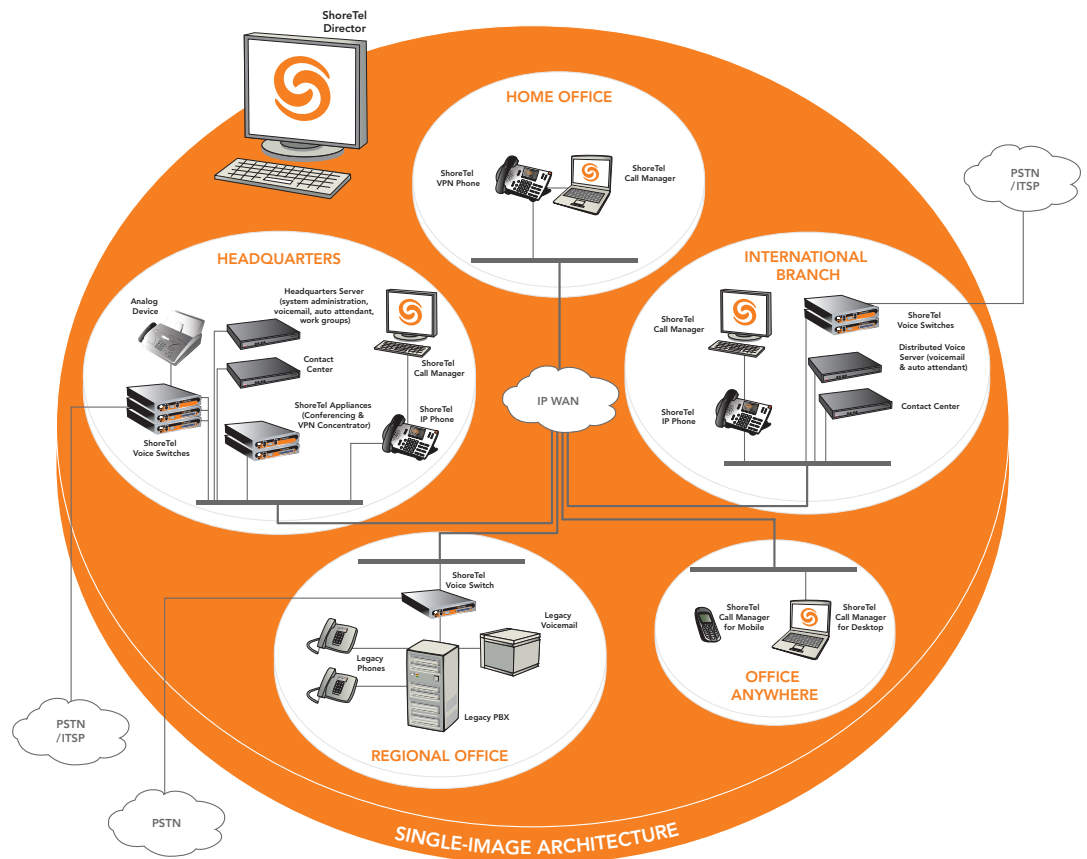 ShoreTel
Director
HOME OFFICE
ShoreTel
VPN Phone
ShoreTel
Call Manager
PSTN
/ITSP
HEADQUARTERS
Analog
Device
Headquarters Server
(system administration,
voicemail, auto attendant,
work groups)
Contact
Center
ShoreTel
Call Manager
ShoreTel Appliances
(Conferencing &
VPN Concentrator)
ShoreTel
IP Phone
ShoreTel
Voice Switches
INTERNATIONAL
BRANCH
ShoreTel
Call Manager
ShoreTel
Voice Switches
Distributed Voice
Server (voicemail
& auto attendant)
ShoreTel
IP Phone
Contact Center
IP WAN
ShoreTel
Voice Switch
Legacy
Voicemail
Legacy
Phones
Legacy PBX
REGIONAL OFFICE
ShoreTel
Call Manager
for Mobile
ShoreTel
Call Manager
for Desktop
OFFICE
ANYWHERE
PSTN
/ITSP
PSTN
SINGLE-IMAGE ARCHITECTURE